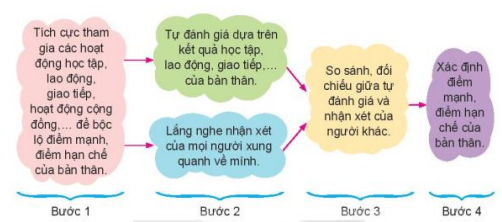 Tích cực tham
gia các hoạt
động học tập,
lao động,
giao tiếp,
hoạt động cộng
đồng,... để bộc
lộ điểm mạnh,
điểm hạn chế
của bản thân.
Tự đánh giá dựa trên
kết quả học tập,
lao động, giao tiếp,...
của bản thân.
Lắng nghe nhận xét
của mọi người xung
quanh về mình.
So sánh, đối
chiếu giữa tự
đánh giá và
nhận xét của
người khác.
Xác định
điểm
mạnh,
điểm hạn
chế của
bản thân.
Bước 1
Bước 2
Bước 3
Bước 4